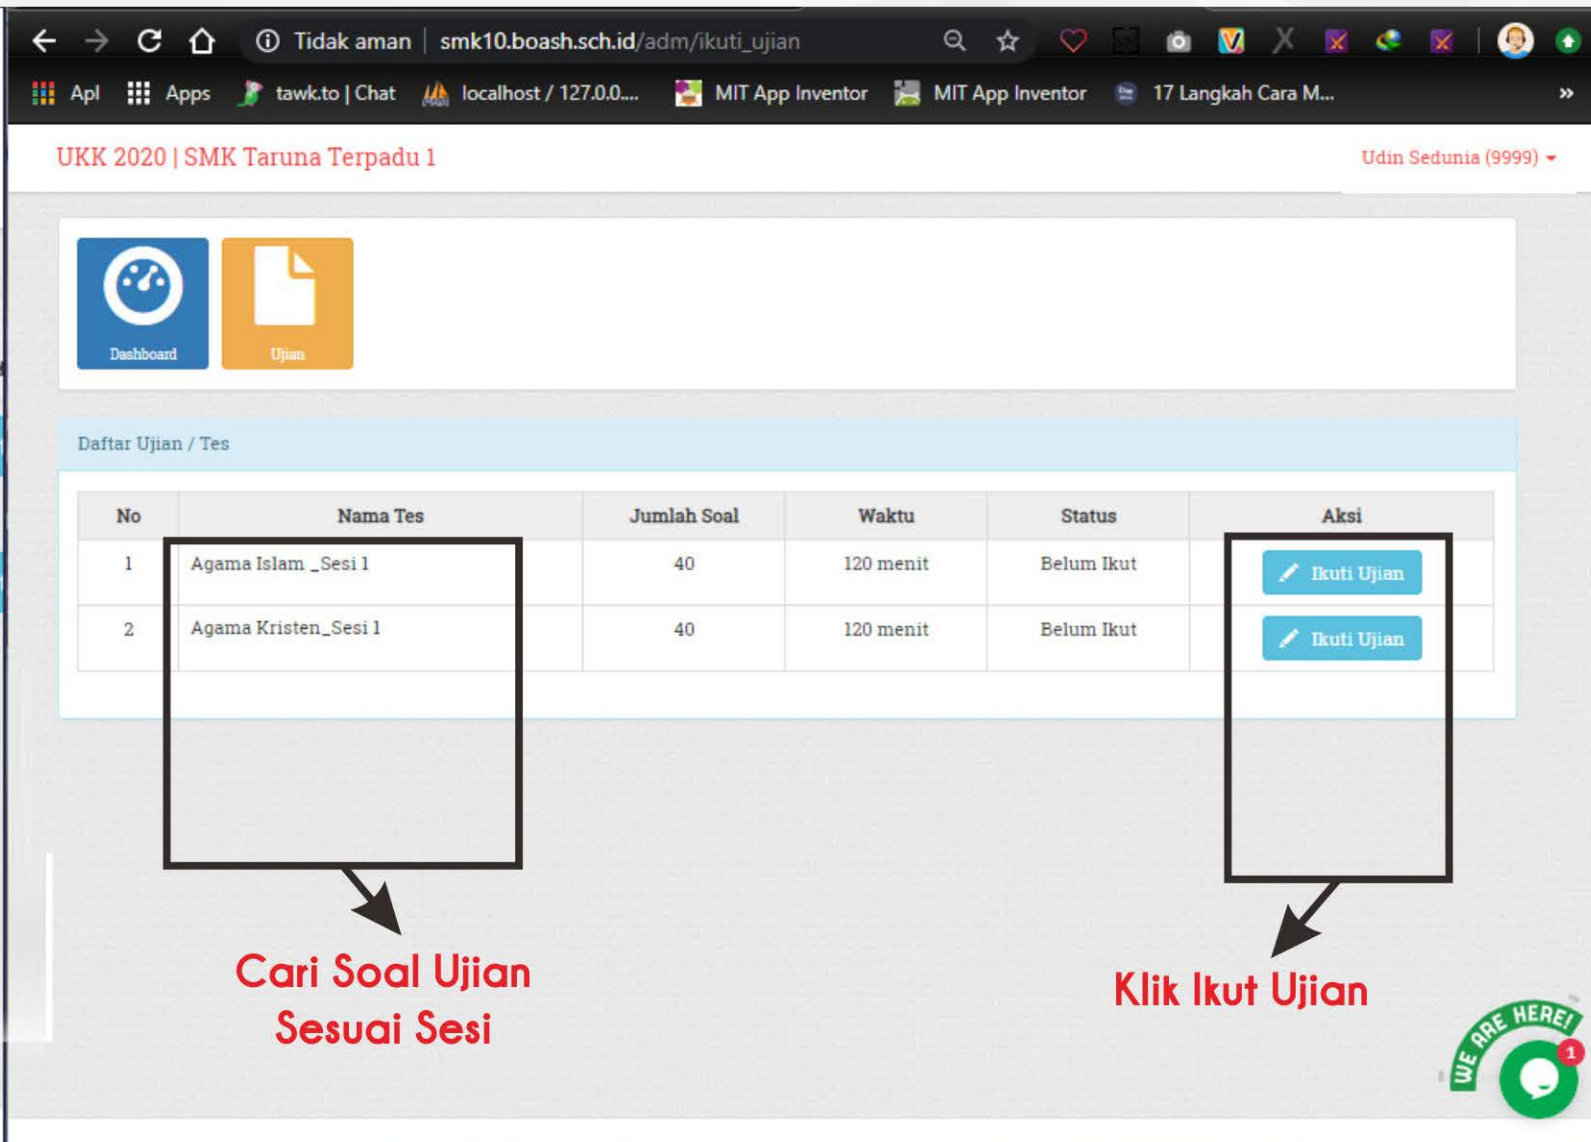 Tidak aman | smk10.boash.sch.id/adm/ikuti_ujian
Apl Apps tawk.to | Chat localhost / 127.0.0.... MIT App Inventor MIT App Inventor 17 Langkah Cara M... »
UKK 2020 | SMK Taruna Terpadu 1 Udin Sedunia (9999)
Dashboard Ujian
Daftar Ujian / Tes
No Nama Tes Jumlah Soal Waktu Status Aksi
1 Agama Islam _Sesi 1 40 120 menit Belum Ikut Ikuti Ujian
2 Agama Kristen_Sesi 1 40 120 menit Belum Ikut Ikuti Ujian
Cari Soal Ujian
Sesuai Sesi
Klik Ikut Ujian
WE ARE HERE!
1